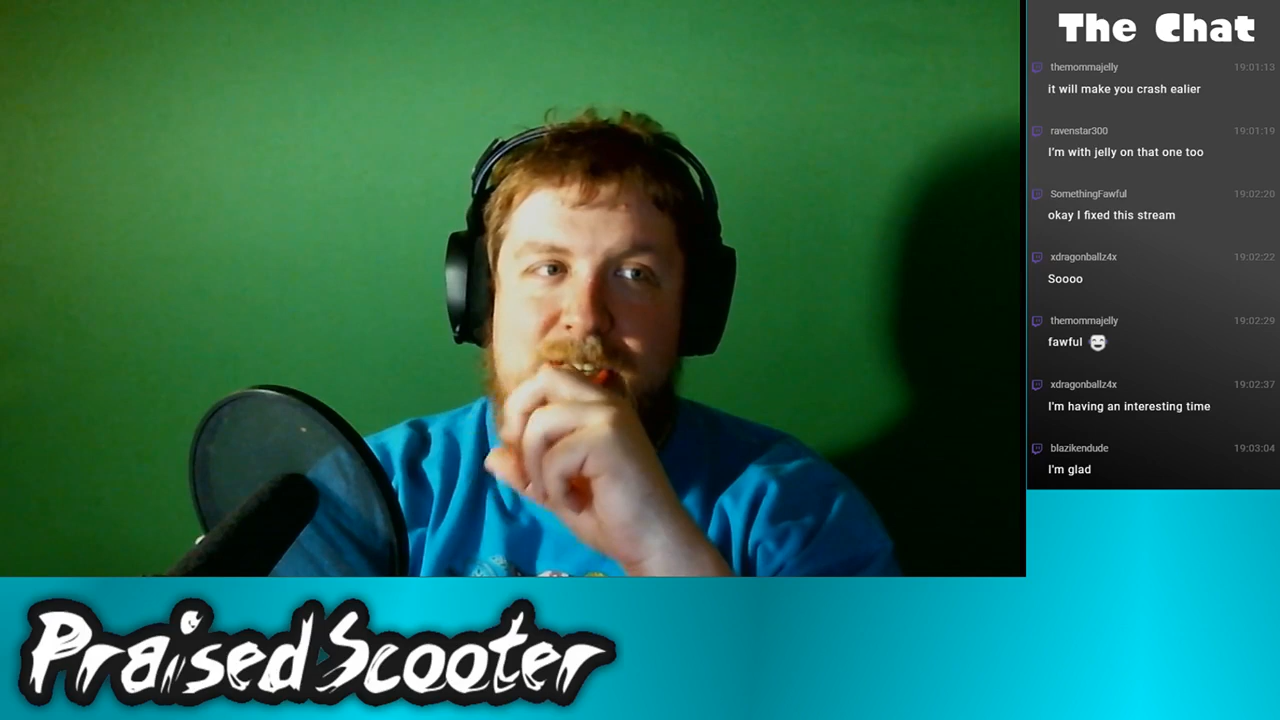 The Chat
themommajelly 19:01:13
it will make you crash ealier
ravenstar300 19:01:19
I'm with jelly on that one too
SomethingFawful 19:02:20
okay I fixed this stream
xdragonballz4x 19:02:22
Soooo
themommajelly 19:02:29
fawful
xdragonballz4x 19:02:37
I'm having an interesting time
blazikendude 19:03:04
I'm glad
PraisedScooter